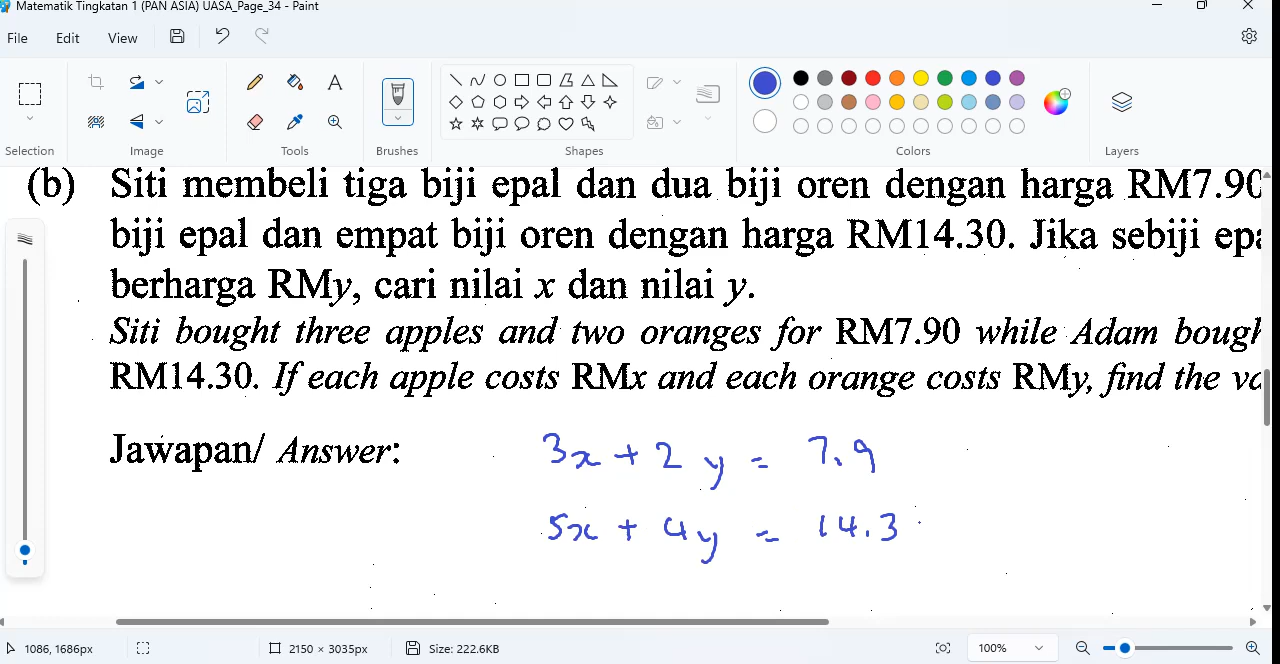 Matematik Tingkatan 1 (PAN ASIA) UASA_Page_34 - Paint
File Edit View
Selection Image Tools Brushes Shapes Colors Layers
(b) Siti membeli tiga biji epal dan dua biji oren dengan harga RM7.90
biji epal dan empat biji oren dengan harga RM14.30. Jika sebiji epa
berharga RMy, cari nilai x dan nilai y.
Siti bought three apples and two oranges for RM7.90 while Adam bough
RM14.30. If each apple costs RMx and each orange costs RMy, find the va
Jawapan/ Answer:
3x + 2y = 7.9
5x + 4y = 14.3
1086, 1686px 2150 × 3035px Size: 222.6KB 100%